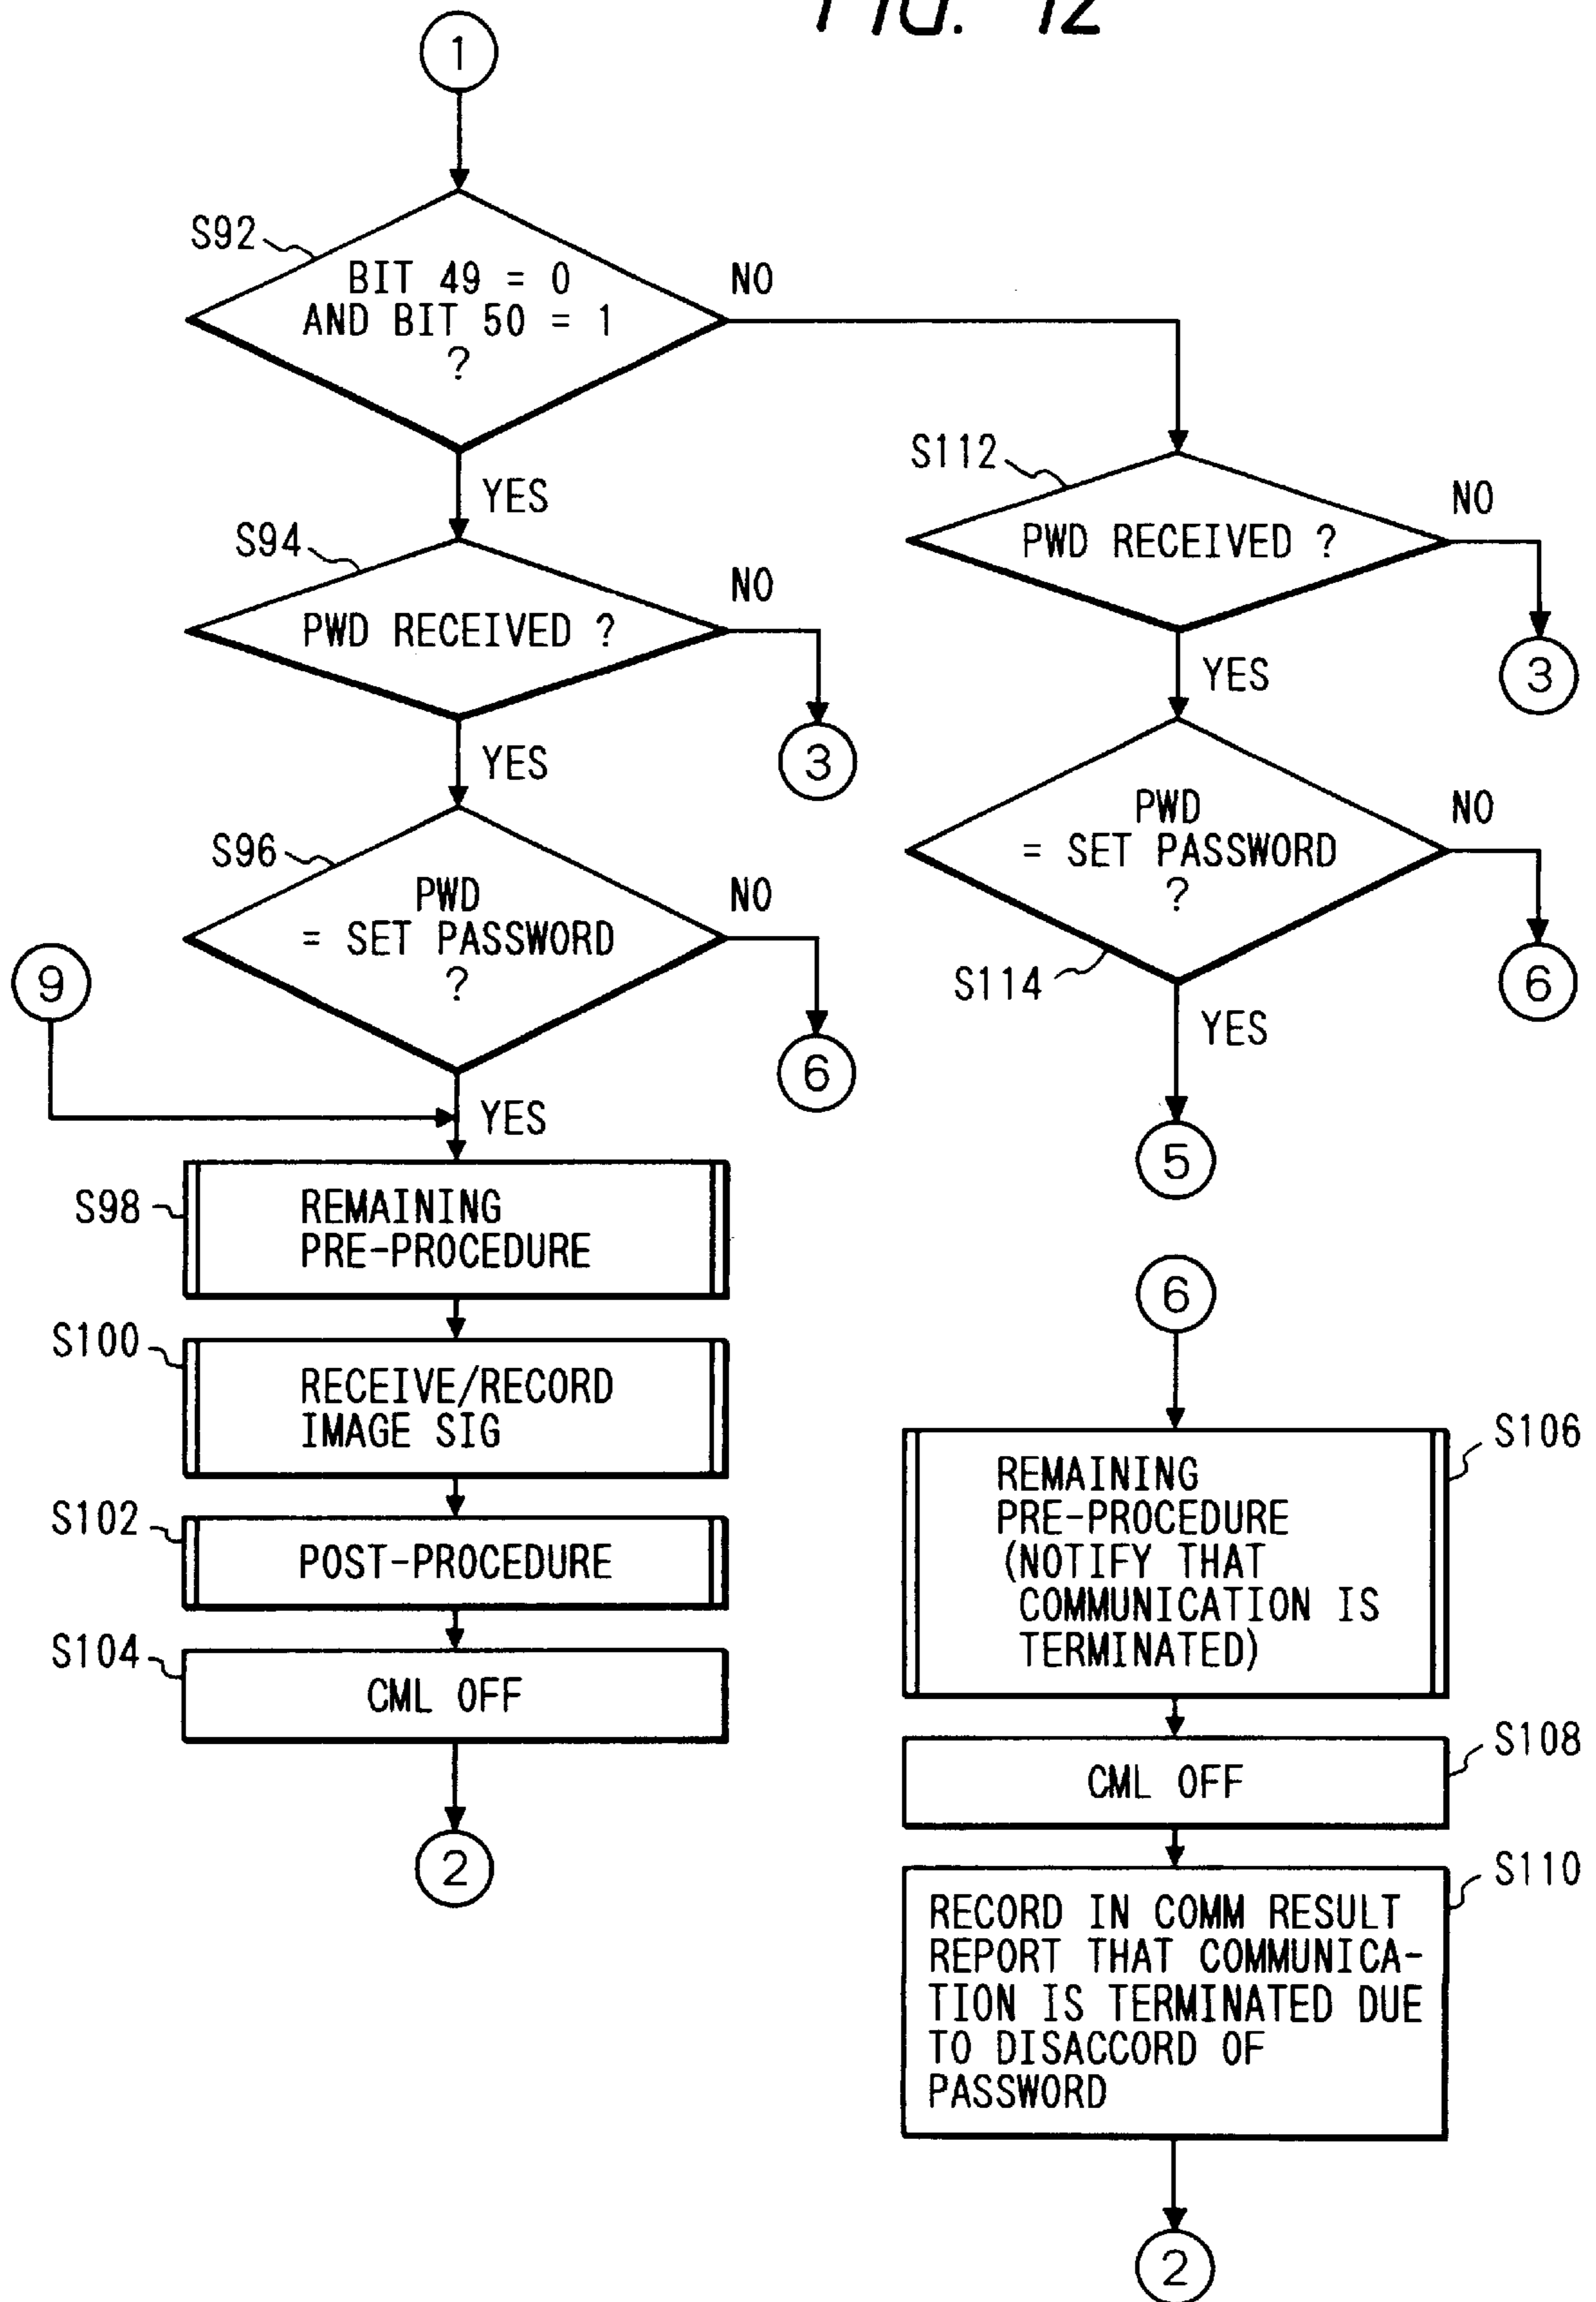 FIG. 12
1
S92
BIT 49 = 0
AND BIT 50 = 1
?
NO
YES
S94
PWD RECEIVED ?
NO
3
YES
S96
PWD
= SET PASSWORD
?
NO
6
9
YES
S98
REMAINING
PRE-PROCEDURE
S100
RECEIVE/RECORD
IMAGE SIG
S102
POST-PROCEDURE
S104
CML OFF
2
S112
PWD RECEIVED ?
NO
3
YES
PWD
= SET PASSWORD
?
NO
6
S114
YES
5
6
S106
REMAINING
PRE-PROCEDURE
(NOTIFY THAT
COMMUNICATION IS
TERMINATED)
S108
CML OFF
S110
RECORD IN COMM RESULT
REPORT THAT COMMUNICA-
TION IS TERMINATED DUE
TO DISACCORD OF
PASSWORD
2